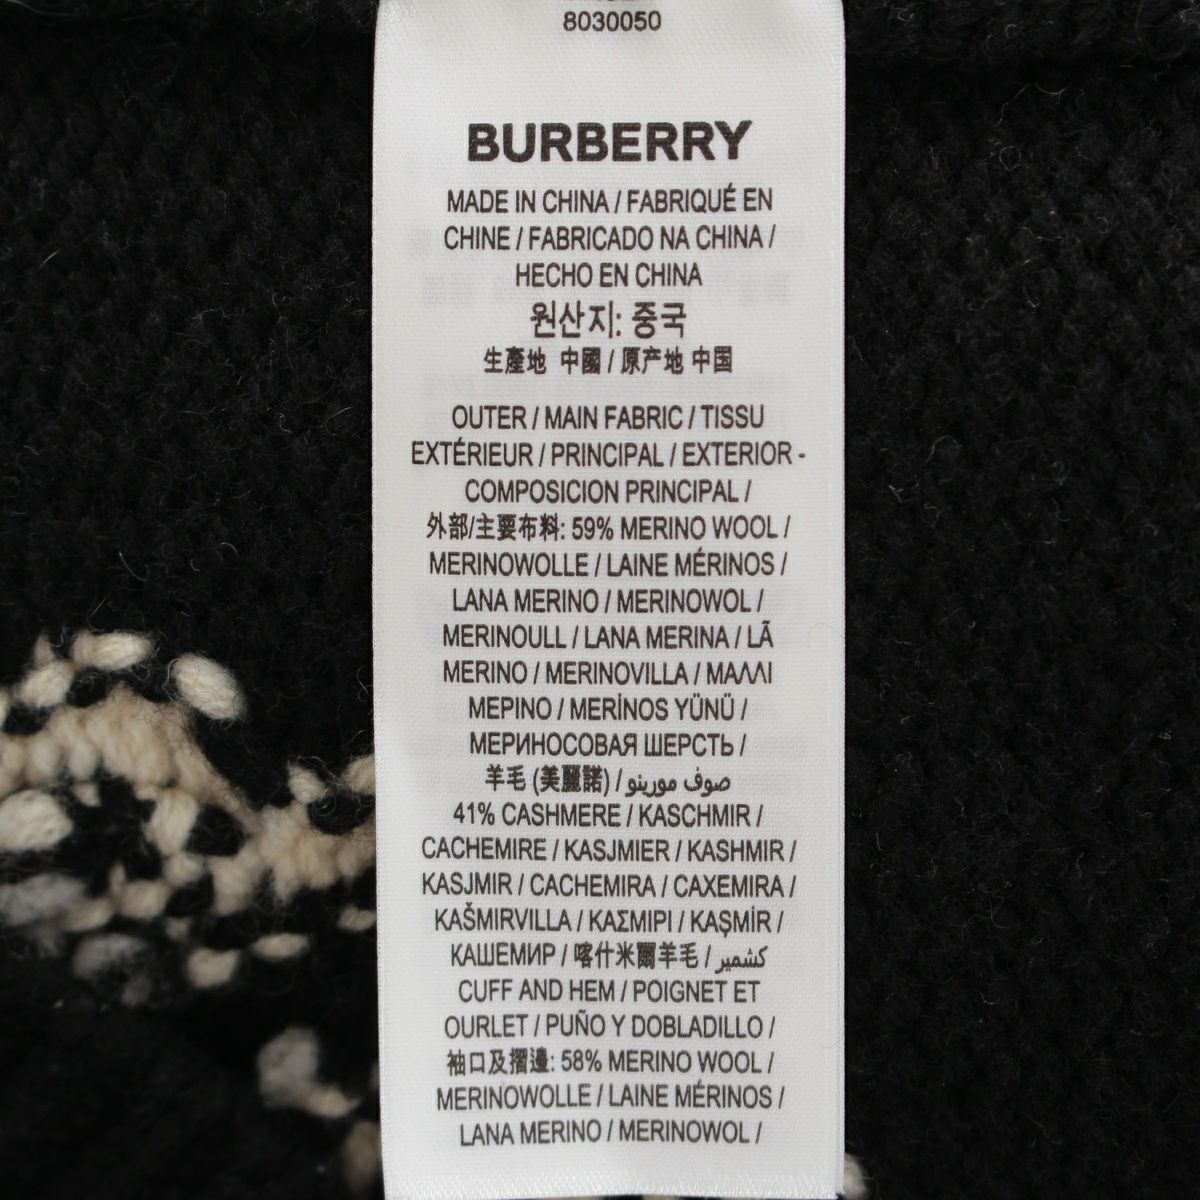 8030050
BURBERRY
MADE IN CHINA / FABRIQUÉ EN
CHINE / FABRICADO NA CHINA /
HECHO EN CHINA
원산지: 중국
生產地 中國 / 原产地 中国
OUTER / MAIN FABRIC / TISSU
EXTÉRIEUR / PRINCIPAL / EXTERIOR -
COMPOSICION PRINCIPAL /
外部/主要布料: 59% MERINO WOOL /
MERINOWOLLE / LAINE MÉRINOS /
LANA MERINO / MERINOWOL /
MERINOULL / LANA MERINA / LÃ
MERINO / MERINOVILLA / ΜΑΛΛΙ
ΜΕΡΙΝΟ / MERİNOS YÜNÜ /
МЕРИНОСОВАЯ ШЕРСТЬ /
羊毛 (美麗諾) / صوف مورينو
41% CASHMERE / KASCHMIR /
CACHEMIRE / KASJMIER / KASHMIR /
KASJMIR / CACHEMIRA / CAXEMIRA /
KAŠMIRVILLA / ΚΑΣΜΙΡΙ / KAŞMİR /
КАШЕМИР / 喀什米爾羊毛 / كشمير
CUFF AND HEM / POIGNET ET
OURLET / PUÑO Y DOBLADILLO /
袖口及摺邊: 58% MERINO WOOL /
MERINOWOLLE / LAINE MÉRINOS /
LANA MERINO / MERINOWOL /